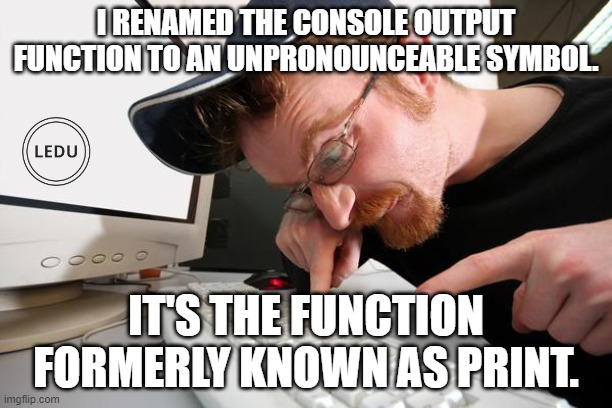 I RENAMED THE CONSOLE OUTPUT
FUNCTION TO AN UNPRONOUNCEABLE SYMBOL.
LEDU
IT'S THE FUNCTION
FORMERLY KNOWN AS PRINT.
imgflip.com